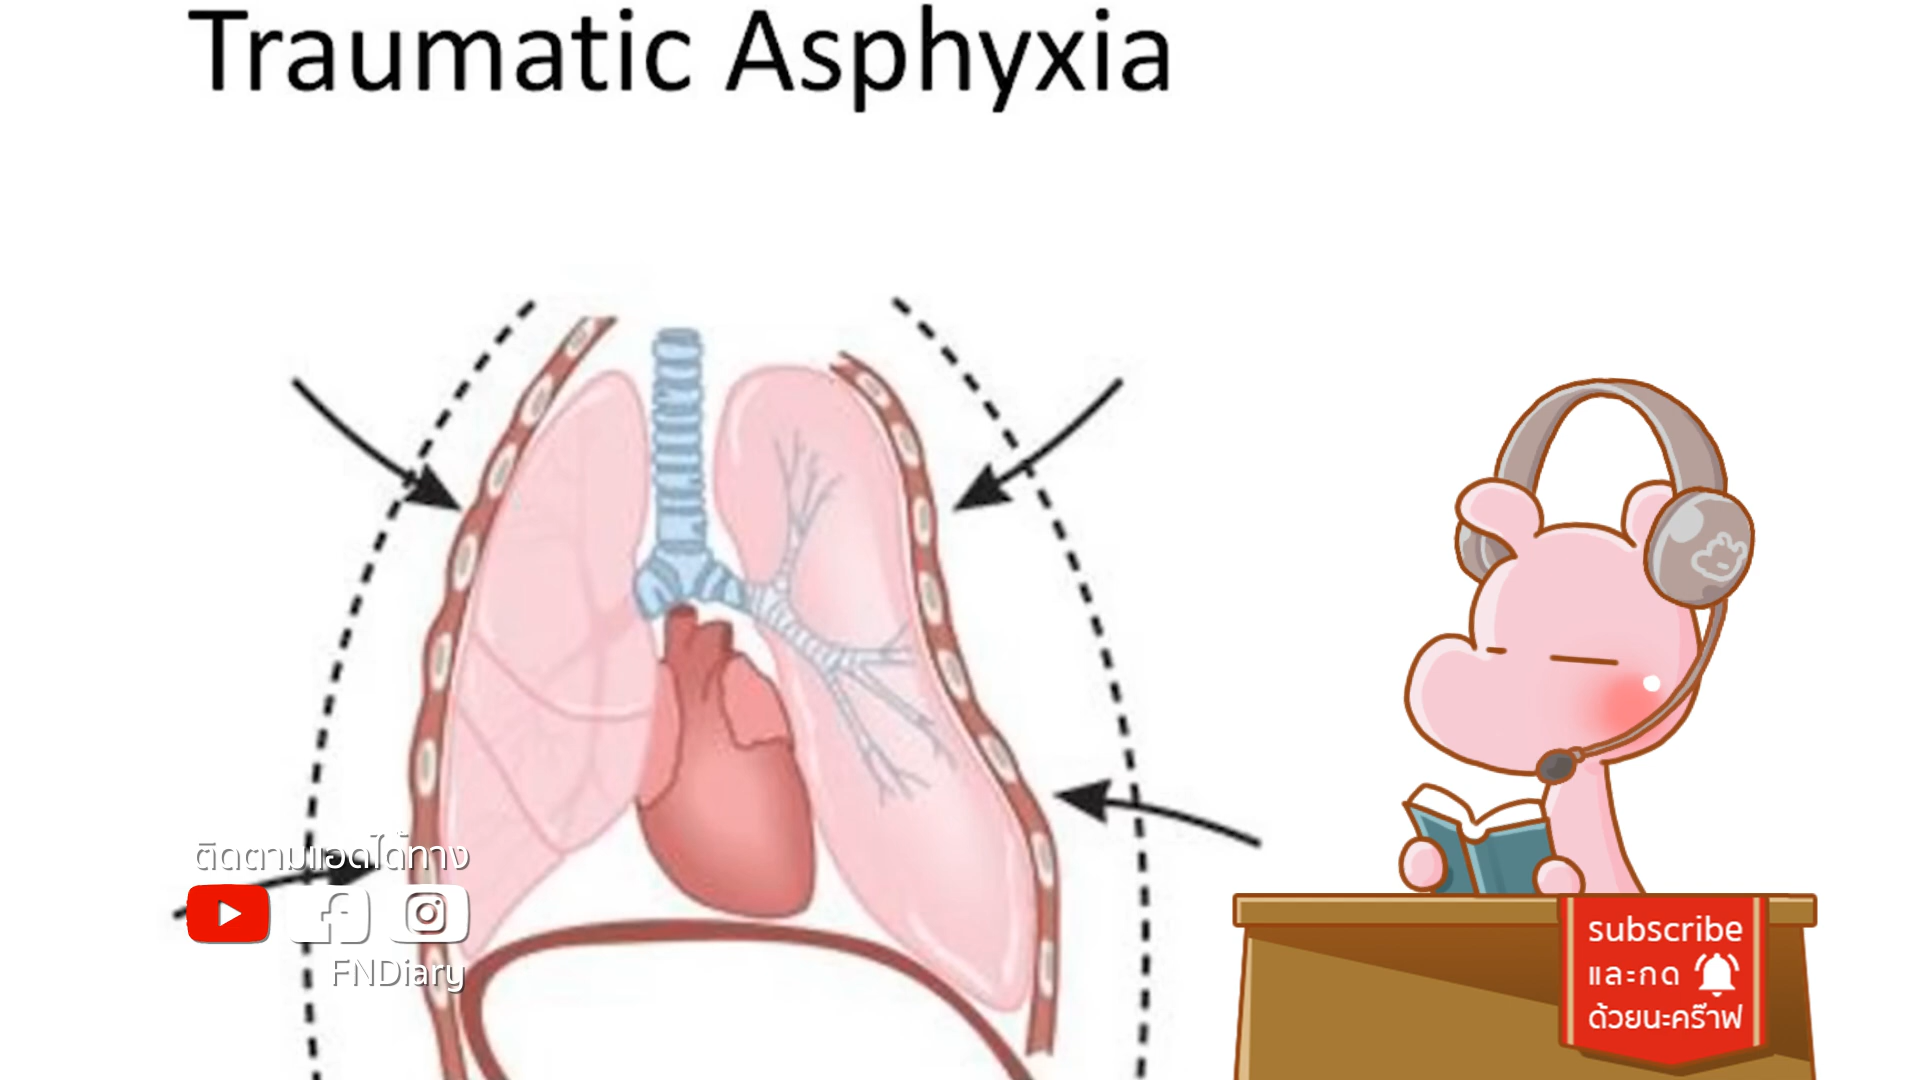 Traumatic Asphyxia
ติดตามแอดได้ทาง
FNDiary
subscribe
และกด
ด้วยนะคร๊าฟ